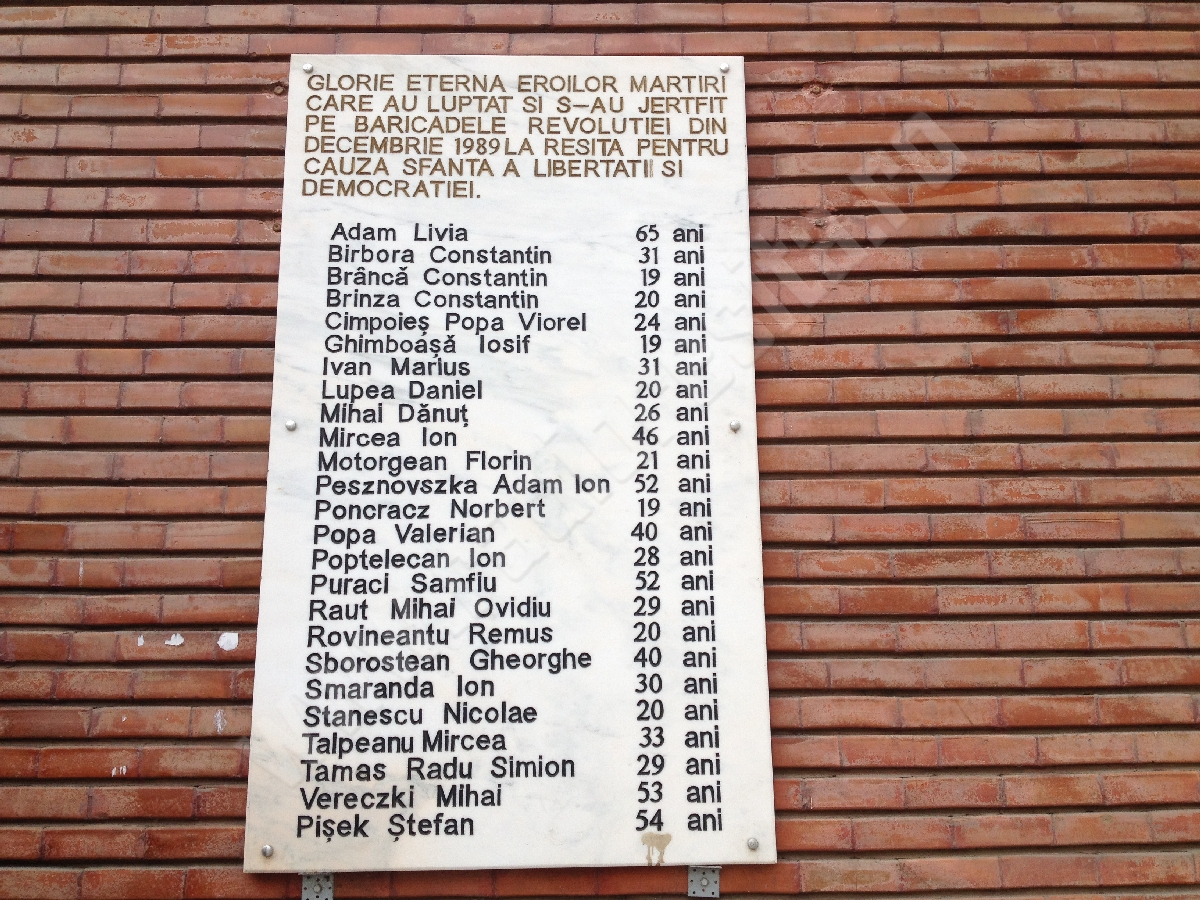 GLORIE ETERNA EROILOR MARTIRI
CARE AU LUPTAT SI S-AU JERTFIT
PE BARICADELE REVOLUTIEI DIN
DECEMBRIE 1989 LA RESITA PENTRU
CAUZA SFANTA A LIBERTATII SI
DEMOCRATIEI.
Adam Livia 65 ani
Birbora Constantin 31 ani
Brâncă Constantin 19 ani
Brinza Constantin 20 ani
Cimpoieș Popa Viorel 24 ani
Ghimboășă Iosif 19 ani
Ivan Marius 31 ani
Lupea Daniel 20 ani
Mihai Dănuț 26 ani
Mircea Ion 46 ani
Motorgean Florin 21 ani
Pesznovszka Adam Ion 52 ani
Poncracz Norbert 19 ani
Popa Valerian 40 ani
Poptelecan Ion 28 ani
Puraci Samfiu 52 ani
Raut Mihai Ovidiu 29 ani
Rovineantu Remus 20 ani
Sborostean Gheorghe 40 ani
Smaranda Ion 30 ani
Stanescu Nicolae 20 ani
Talpeanu Mircea 33 ani
Tamas Radu Simion 29 ani
Vereczki Mihai 53 ani
Pișek Ștefan 54 ani